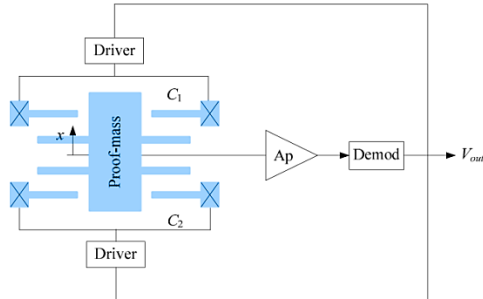 Driver
C1
x
Proof-mass
Ap
Demod
Vout
C2
Driver